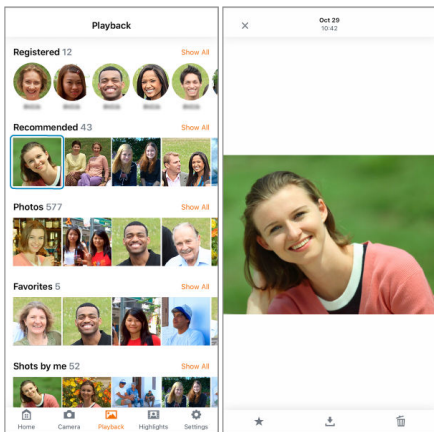 Playback
Registered 12 Show All
Recommended 43 Show All
Photos 577 Show All
Favorites 5 Show All
Shots by me 52 Show All
Home Camera Playback Highlights Settings
Oct 29
10:42